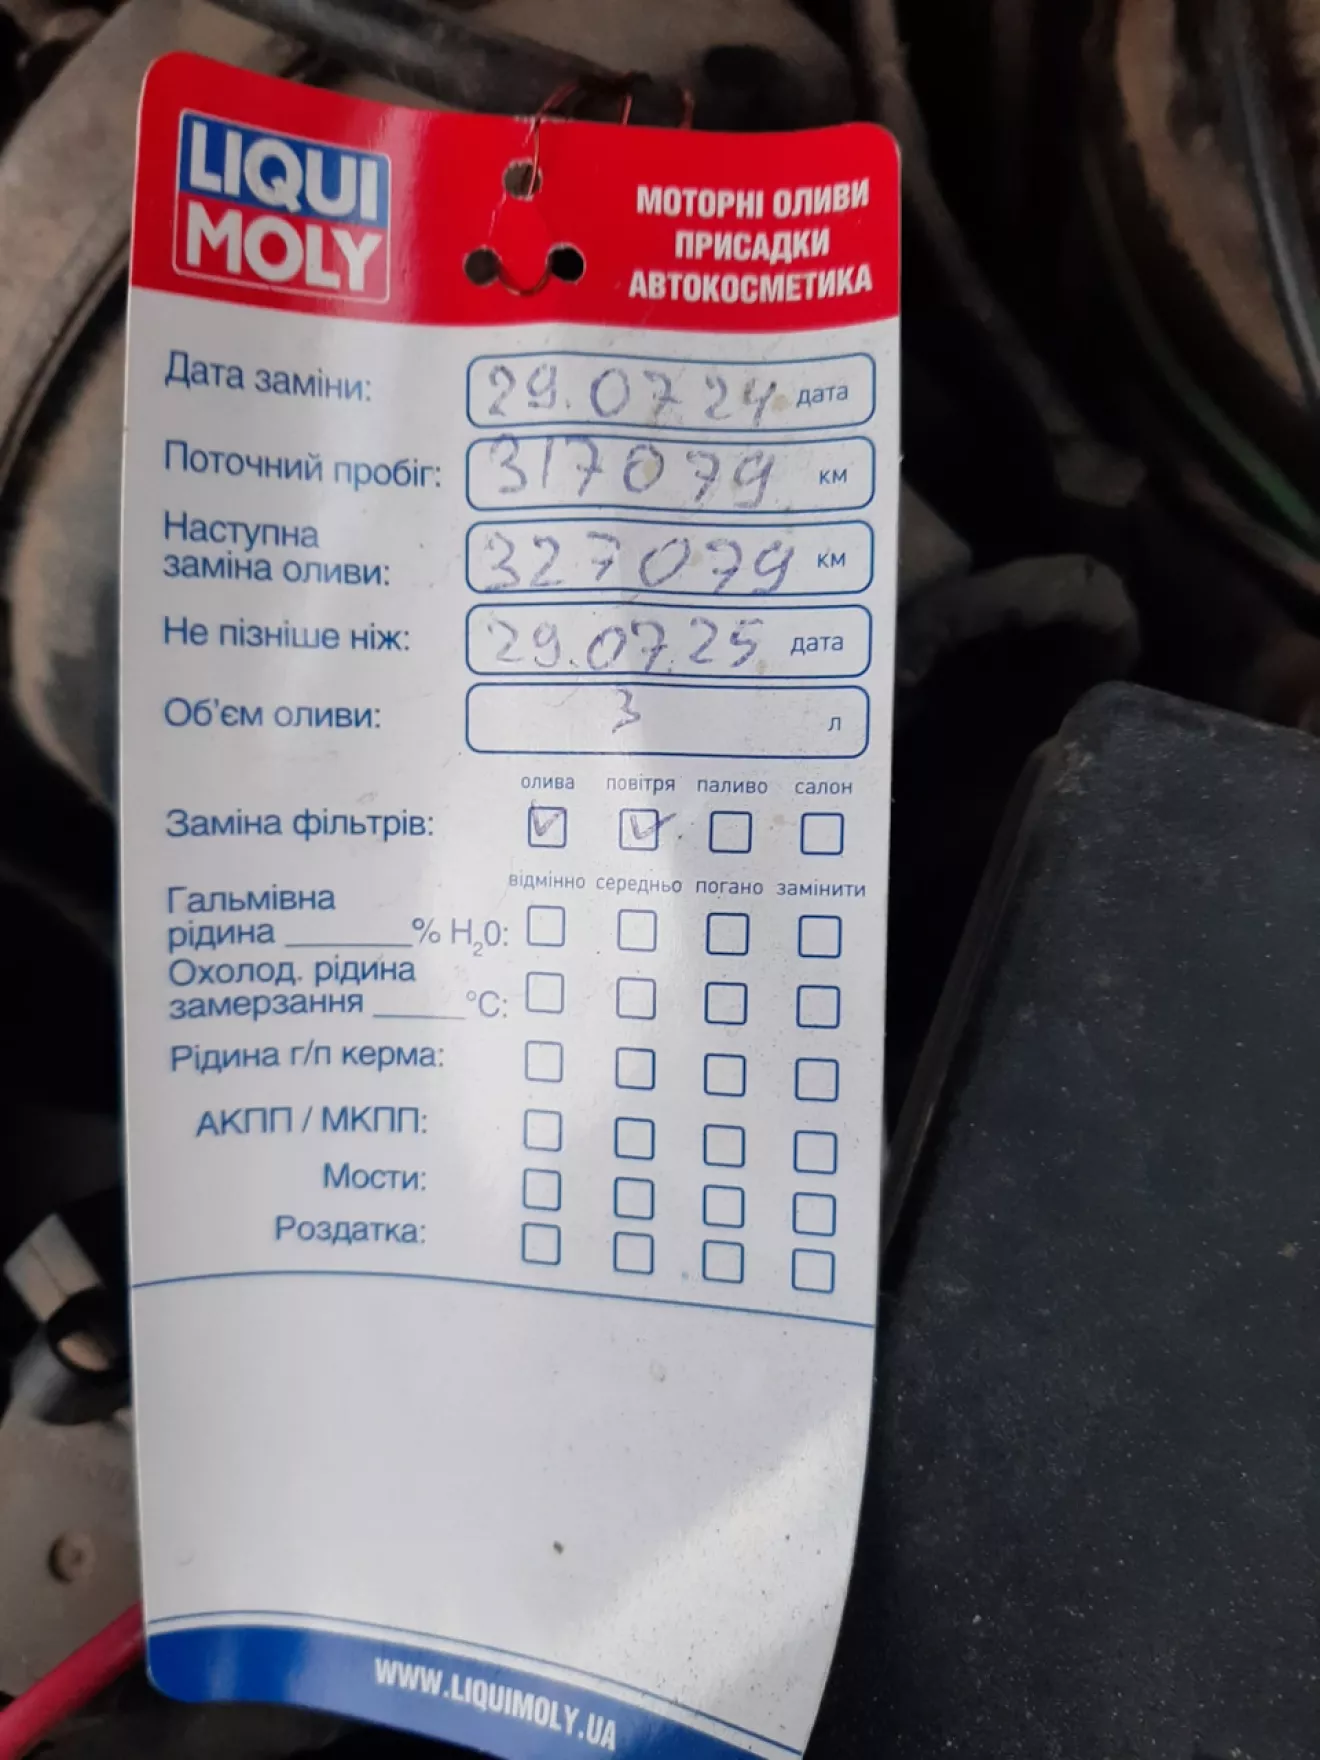 LIQUI
MOLY
МОТОРНІ ОЛИВИ
ПРИСАДКИ
АВТОКОСМЕТИКА
Дата заміни: 29.07 24 дата
Поточний пробіг: 317079 км
Наступна
заміна оливи: 327079 км
Не пізніше ніж: 29.07.25 дата
Об'єм оливи: 3 л
олива повітря паливо салон
Заміна фільтрів:
відмінно середньо погано замінити
Гальмівна
рідина ______% H₂0:
Охолод. рідина
замерзання _____°C:
Рідина г/п керма:
АКПП / МКПП:
Мости:
Роздатка:
WWW.LIQUIMOLY.UA